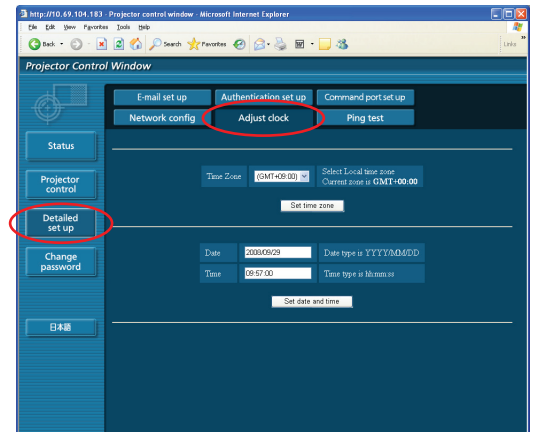 http://10.69.104.183 - Projector control window - Microsoft Internet Explorer
File Edit View Favorites Tools Help
Back Search Favorites Links
Projector Control Window
E-mail set up Authentication set up Command port set up
Network config Adjust clock Ping test
Status
Projector
control
Detailed
set up
Change
password
日本語
Time Zone (GMT+09:00) Select Local time zone
Current zone is GMT+00:00
Set time zone
Date 2008/09/29 Date type is YYYY/MM/DD
Time 09:57:00 Time type is hh:mm:ss
Set date and time